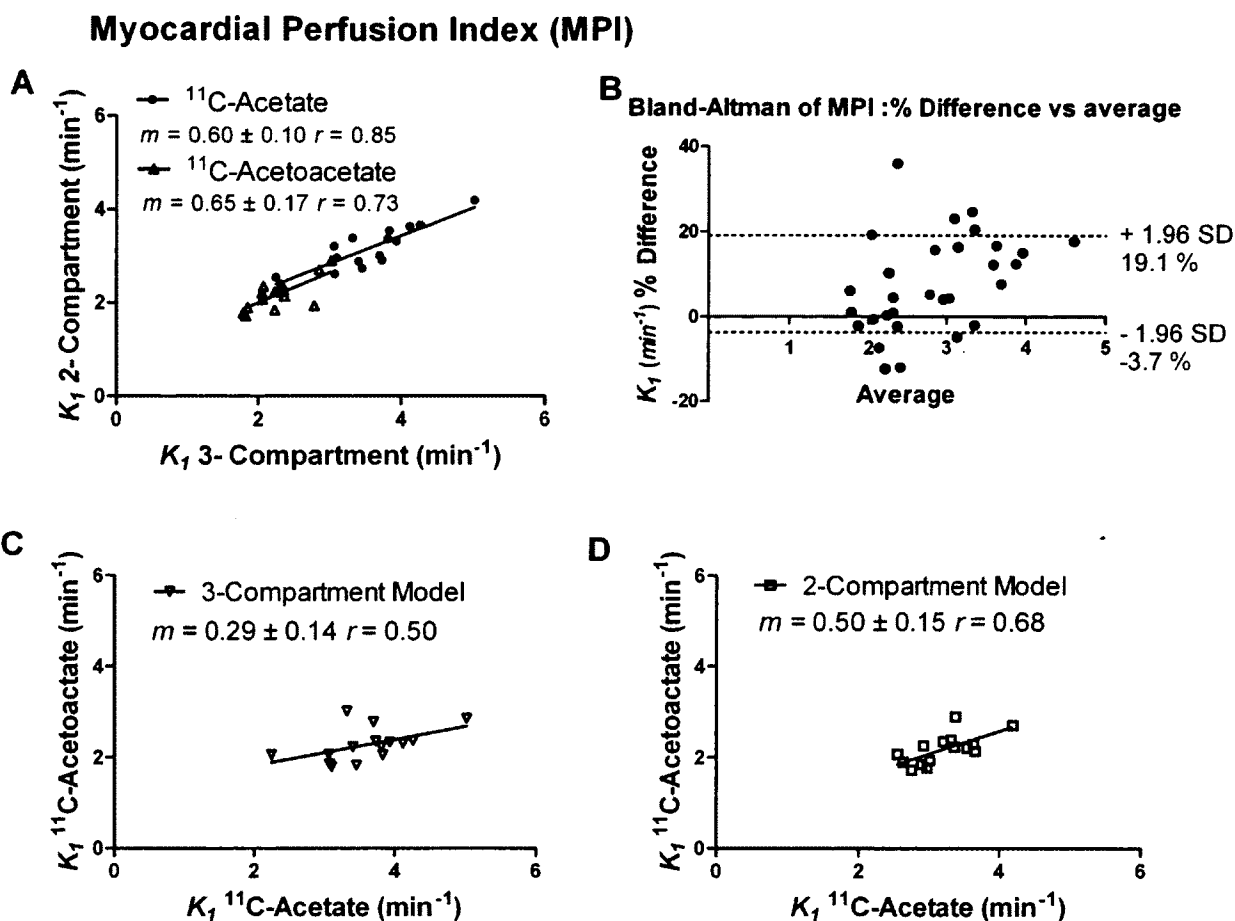 Myocardial Perfusion Index (MPI)
A
11C-Acetate
m = 0.60 ± 0.10 r = 0.85
11C-Acetoacetate
m = 0.65 ± 0.17 r = 0.73
K1 2- Compartment (min-1)
6
4
2
0
0 2 4 6
K1 3- Compartment (min-1)
B
Bland-Altman of MPI :% Difference vs average
K1 (min-1) % Difference
40
20
0
-20
1 2 3 4 5
Average
+ 1.96 SD
19.1 %
- 1.96 SD
-3.7 %
C
3-Compartment Model
m = 0.29 ± 0.14 r = 0.50
K1 11C-Acetoactate (min-1)
6
4
2
0
0 2 4 6
K1 11C-Acetate (min-1)
D
2-Compartment Model
m = 0.50 ± 0.15 r = 0.68
K1 11C-Acetoacetate (min-1)
6
4
2
0
0 2 4 6
K1 11C-Acetate (min-1)